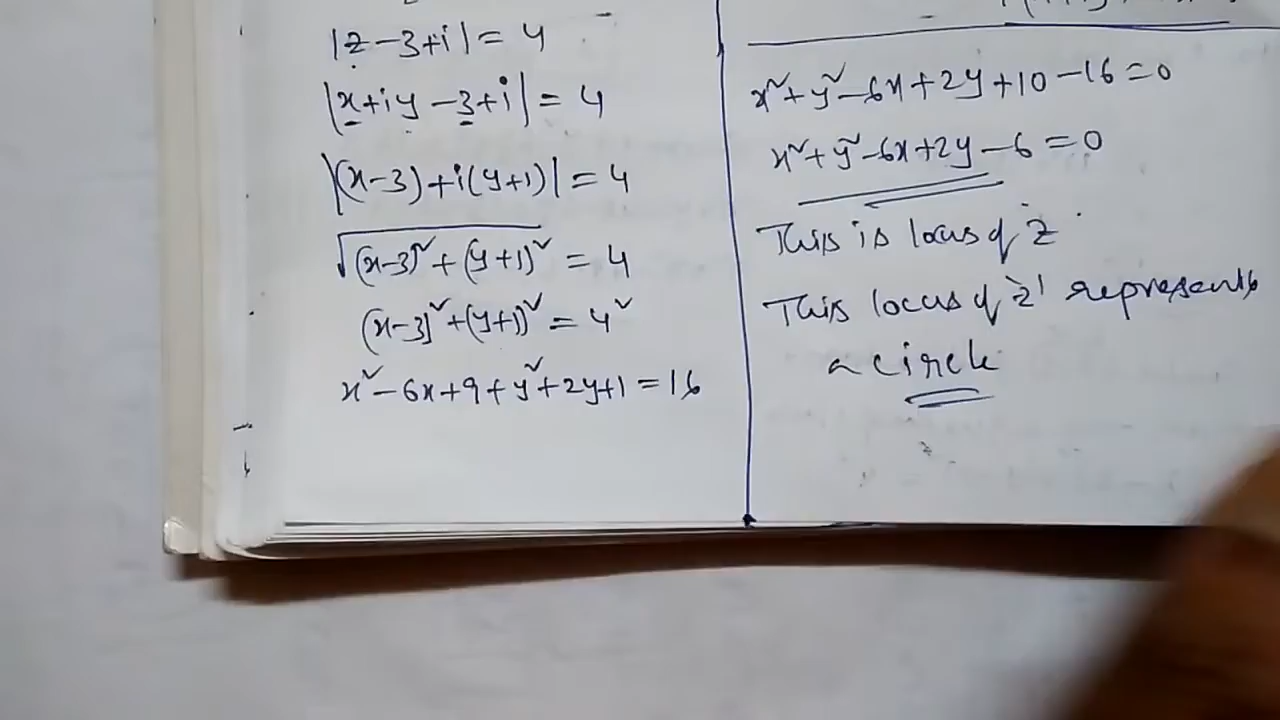 |z-3+i| = 4
|x+iy-3+i| = 4
|(x-3)+i(y+1)| = 4
√(x-3)²+(y+1)² = 4
(x-3)²+(y+1)² = 4²
x²-6x+9+y²+2y+1 = 16
x²+y²-6x+2y+10-16=0
x²+y²-6x+2y-6=0
This is locus of z
This locus of 'z' represents
a circle